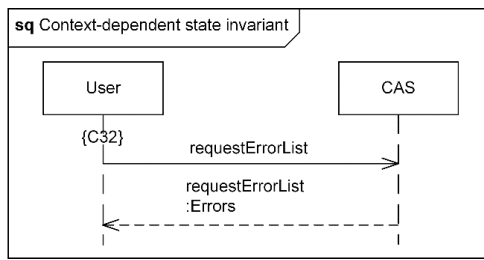 sq Context-dependent state invariant
User
CAS
{C32}
requestErrorList
requestErrorList
:Errors